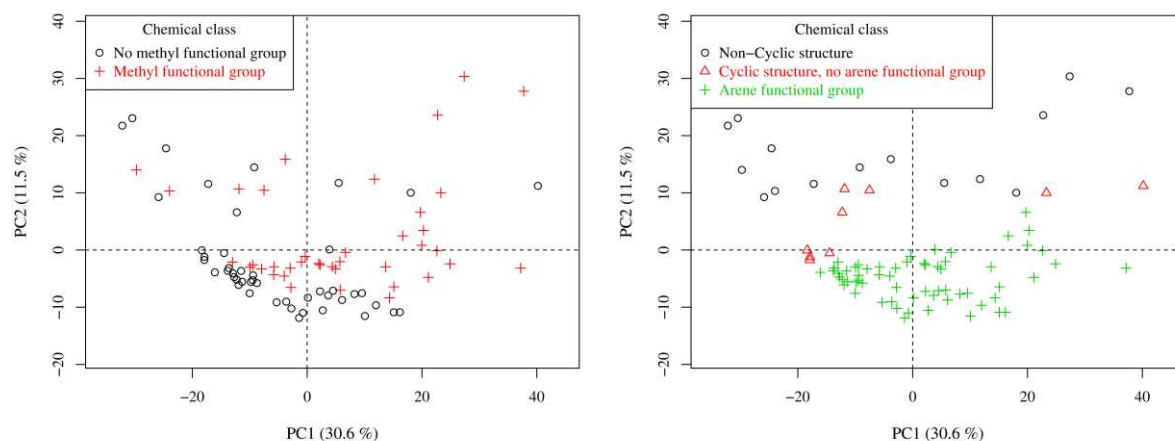 Chemical class
No methyl functional group
Methyl functional group
PC2 (11.5 %)
40
30
20
10
0
−10
−20
−20
0
20
40
PC1 (30.6 %)
Chemical class
Non−Cyclic structure
Cyclic structure, no arene functional group
Arene functional group
PC2 (11.5 %)
40
30
20
10
0
−10
−20
−20
0
20
40
PC1 (30.6 %)